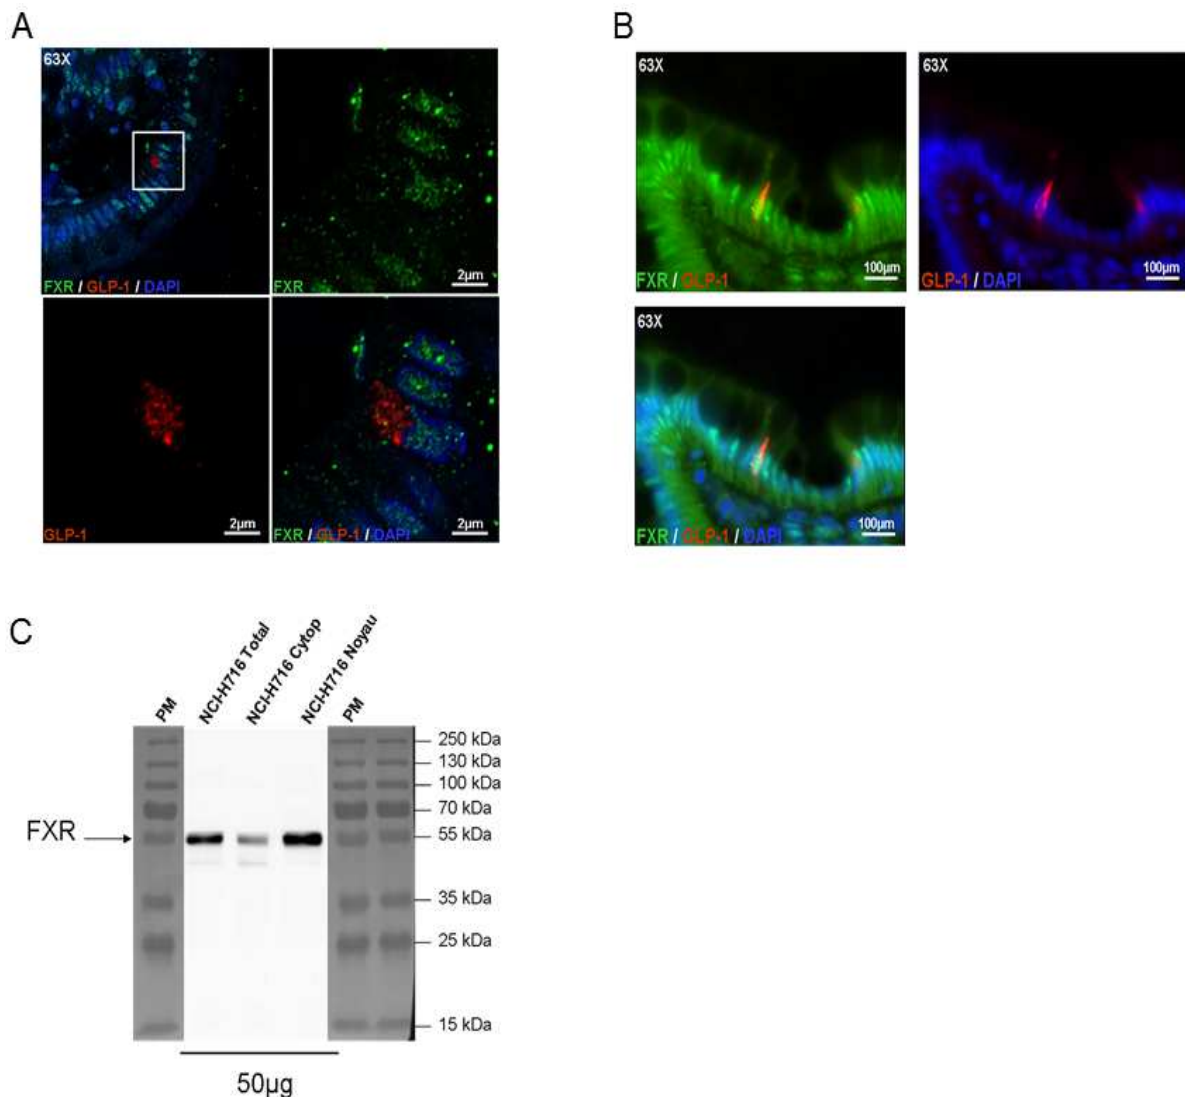 A
63X
FXR / GLP-1 / DAPI
FXR
2µm
GLP-1
2µm
FXR / GLP-1 / DAPI
2µm
B
63X
FXR / GLP-1
100µm
63X
GLP-1 / DAPI
100µm
63X
FXR / GLP-1 / DAPI
100µm
C
PM
NCI-H716 Total
NCI-H716 Cytop
NCI-H716 Noyau
PM
250 kDa
130 kDa
100 kDa
70 kDa
FXR
55 kDa
35 kDa
25 kDa
15 kDa
50µg